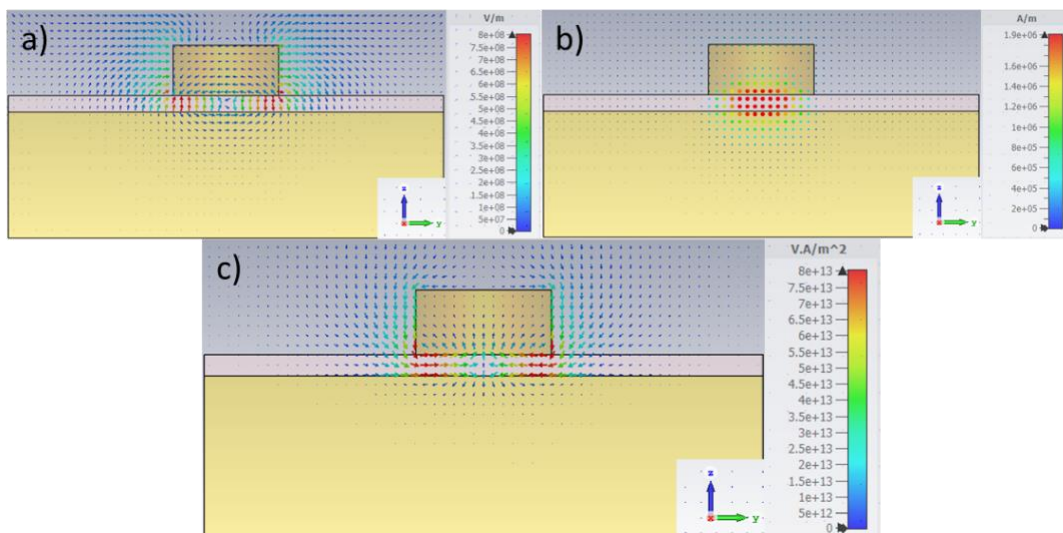 a)
V/m
8e+08
7.5e+08
7e+08
6.5e+08
6e+08
5.5e+08
5e+08
4.5e+08
4e+08
3.5e+08
3e+08
2.5e+08
2e+08
1.5e+08
1e+08
5e+07
0
z
y
b)
A/m
1.9e+06
1.6e+06
1.4e+06
1.2e+06
1e+06
8e+05
6e+05
4e+05
2e+05
0
z
y
c)
V.A/m^2
8e+13
7.5e+13
7e+13
6.5e+13
6e+13
5.5e+13
5e+13
4.5e+13
4e+13
3.5e+13
3e+13
2.5e+13
2e+13
1.5e+13
1e+13
5e+12
0
z
y